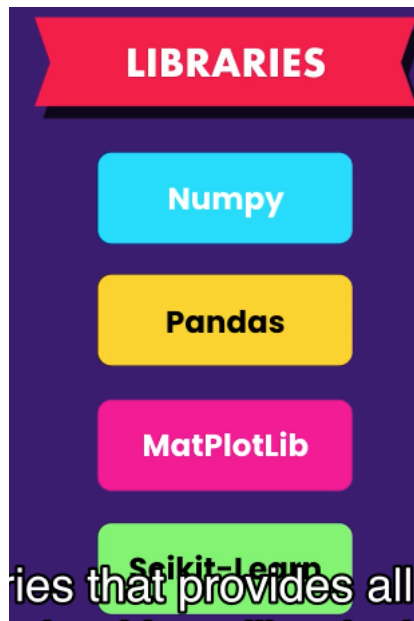 LIBRARIES
Numpy
Pandas
MatPlotLib
Scikit-Learn
ries that provides all